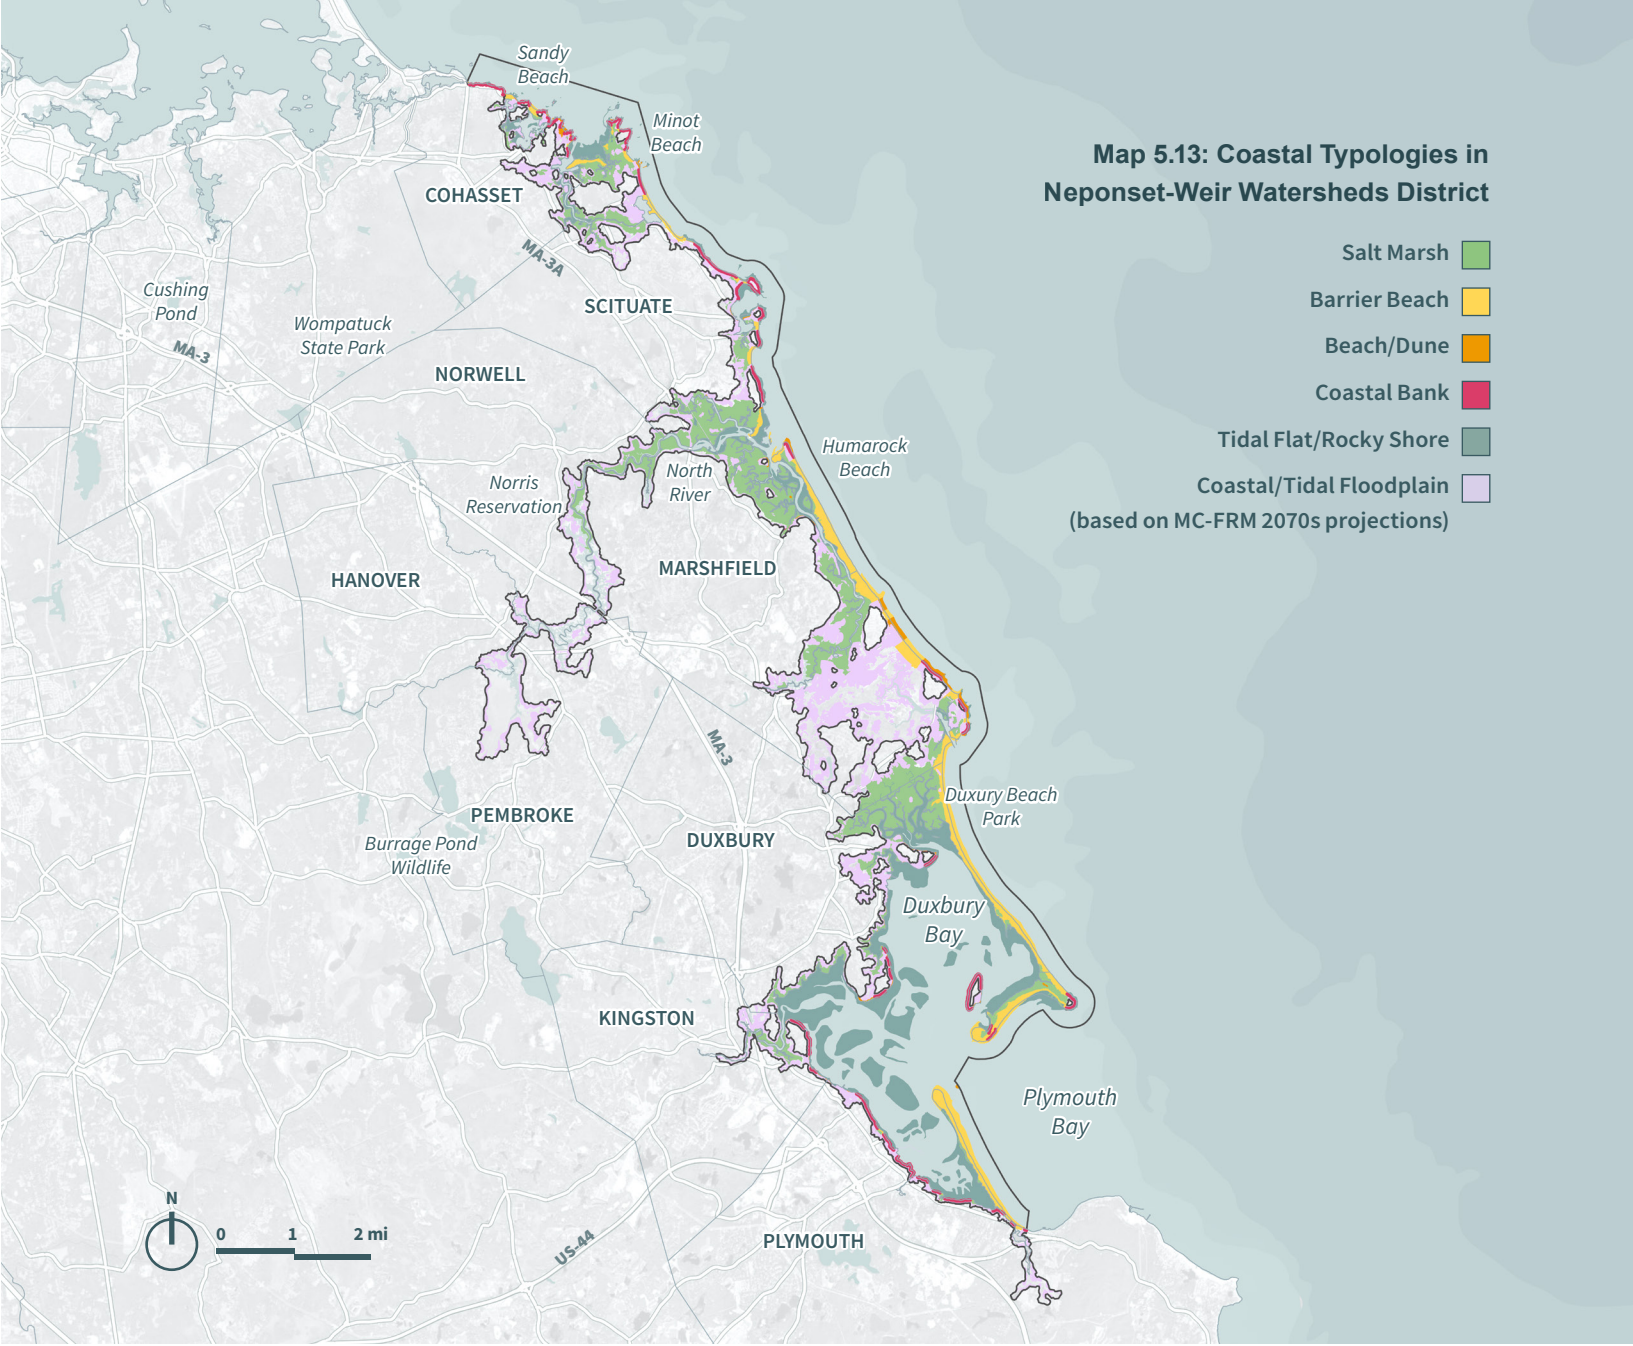 Map 5.13: Coastal Typologies in
Neponset-Weir Watersheds District
Salt Marsh
Barrier Beach
Beach/Dune
Coastal Bank
Tidal Flat/Rocky Shore
Coastal/Tidal Floodplain
(based on MC-FRM 2070s projections)
Sandy
Beach
Minot
Beach
COHASSET
MA-3A
Cushing
Pond
SCITUATE
Wompatuck
State Park
MA-3
NORWELL
Humarock
Beach
North
River
Norris
Reservation
MARSHFIELD
HANOVER
MA-3
Duxury Beach
Park
PEMBROKE
DUXBURY
Burrage Pond
Wildlife
Duxbury
Bay
KINGSTON
Plymouth
Bay
PLYMOUTH
US-44
N
0 1 2 mi